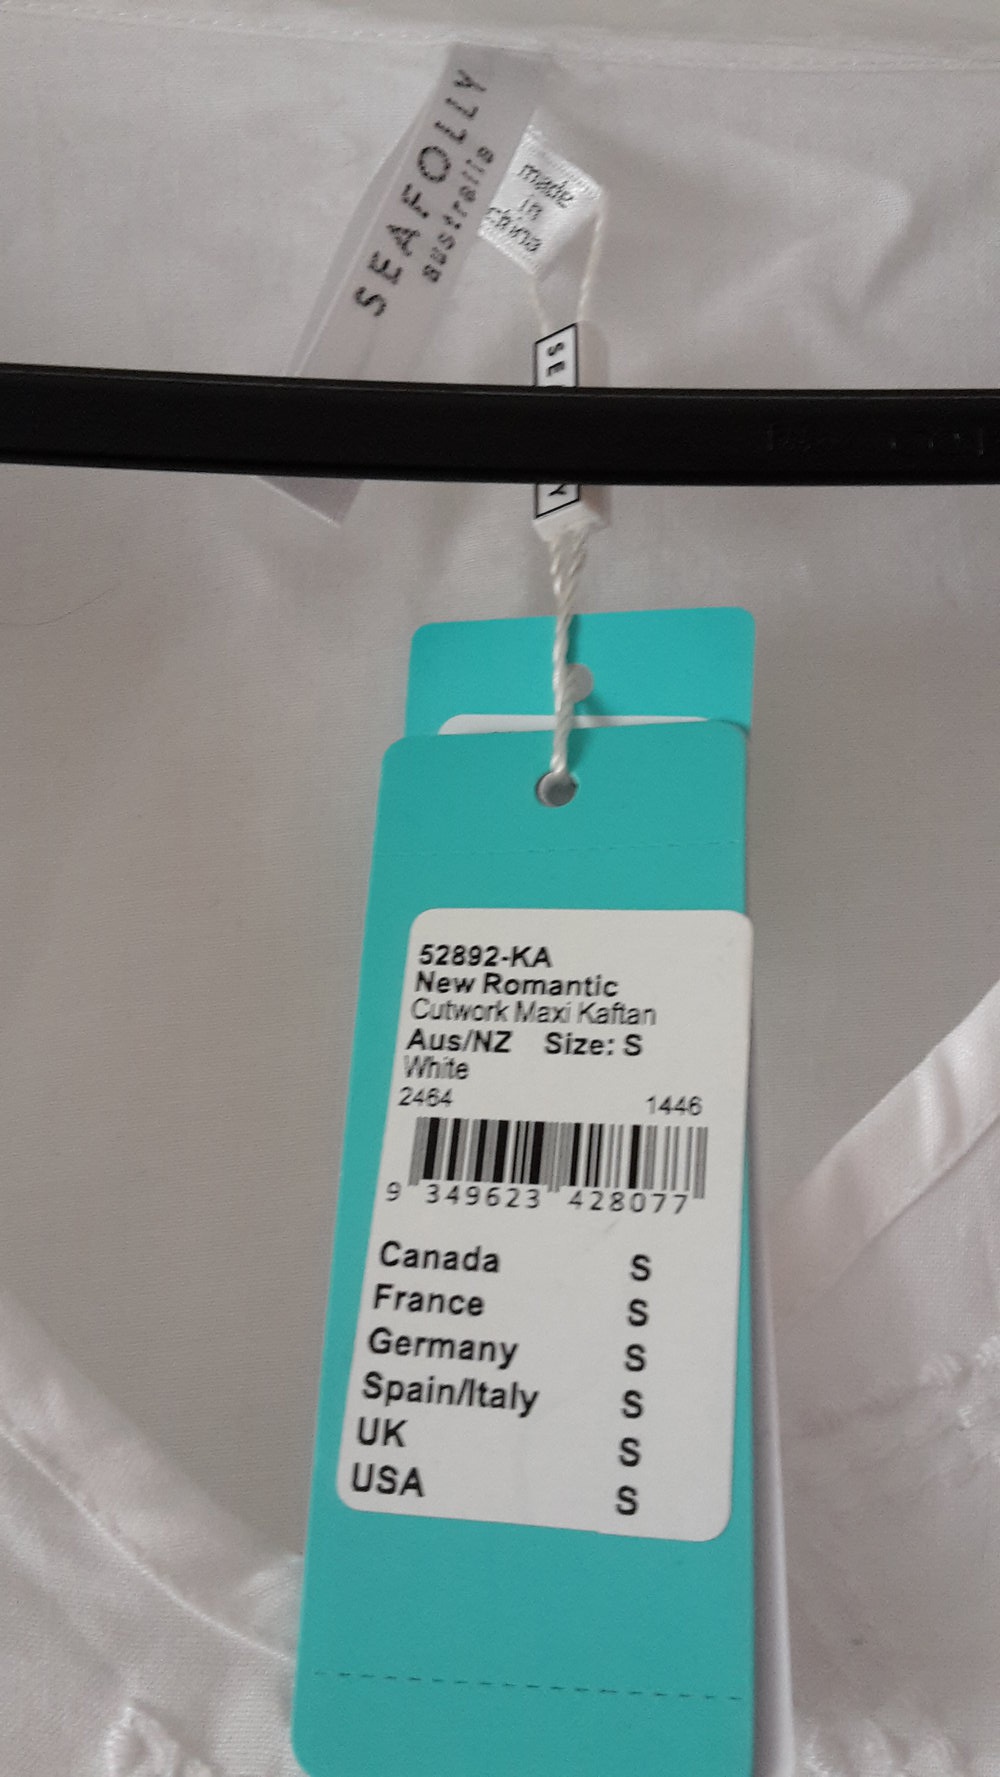 SEAFOLLY
australia
made
in
china
SE
Y
52892-KA
New Romantic
Cutwork Maxi Kaftan
Aus/NZ Size: S
White
2464 1446
9 349623 428077
Canada S
France S
Germany S
Spain/Italy S
UK S
USA S